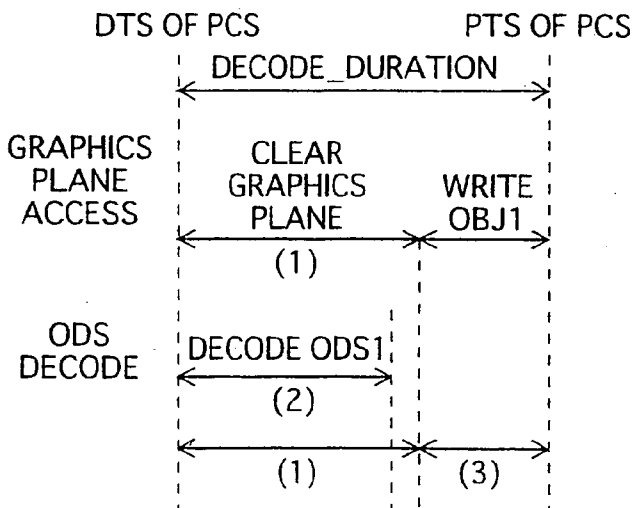 DTS OF PCS
PTS OF PCS
DECODE_DURATION
GRAPHICS
PLANE
ACCESS
CLEAR
GRAPHICS
PLANE
WRITE
OBJ1
(1)
ODS
DECODE
DECODE ODS1
(2)
(1)
(3)